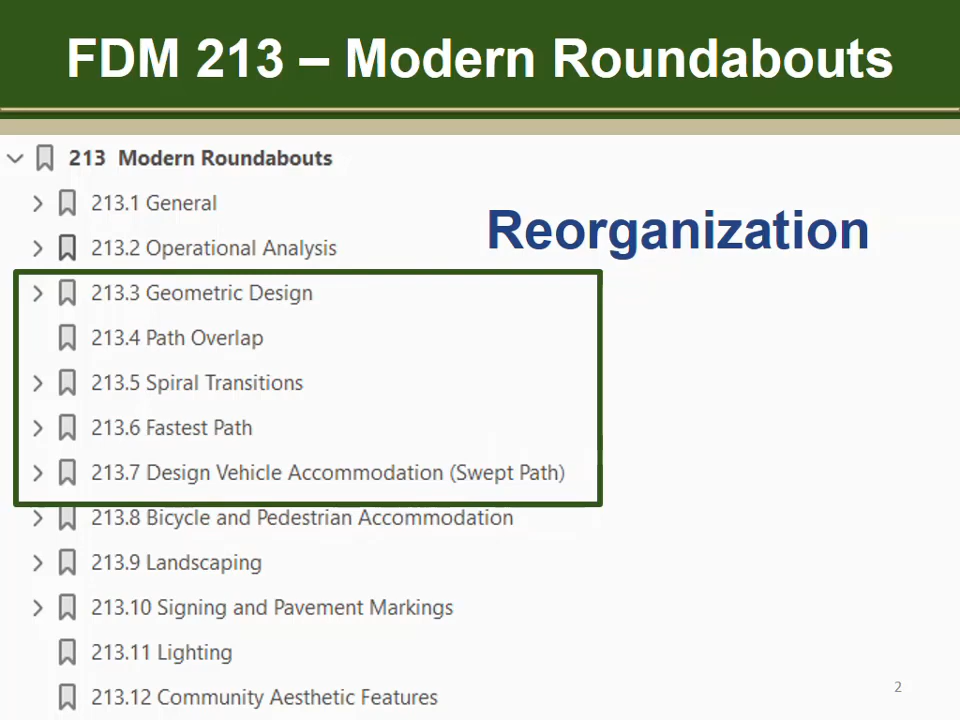 FDM 213 – Modern Roundabouts
213 Modern Roundabouts
213.1 General
Reorganization
213.2 Operational Analysis
213.3 Geometric Design
213.4 Path Overlap
213.5 Spiral Transitions
213.6 Fastest Path
213.7 Design Vehicle Accommodation (Swept Path)
213.8 Bicycle and Pedestrian Accommodation
213.9 Landscaping
213.10 Signing and Pavement Markings
213.11 Lighting
213.12 Community Aesthetic Features
2